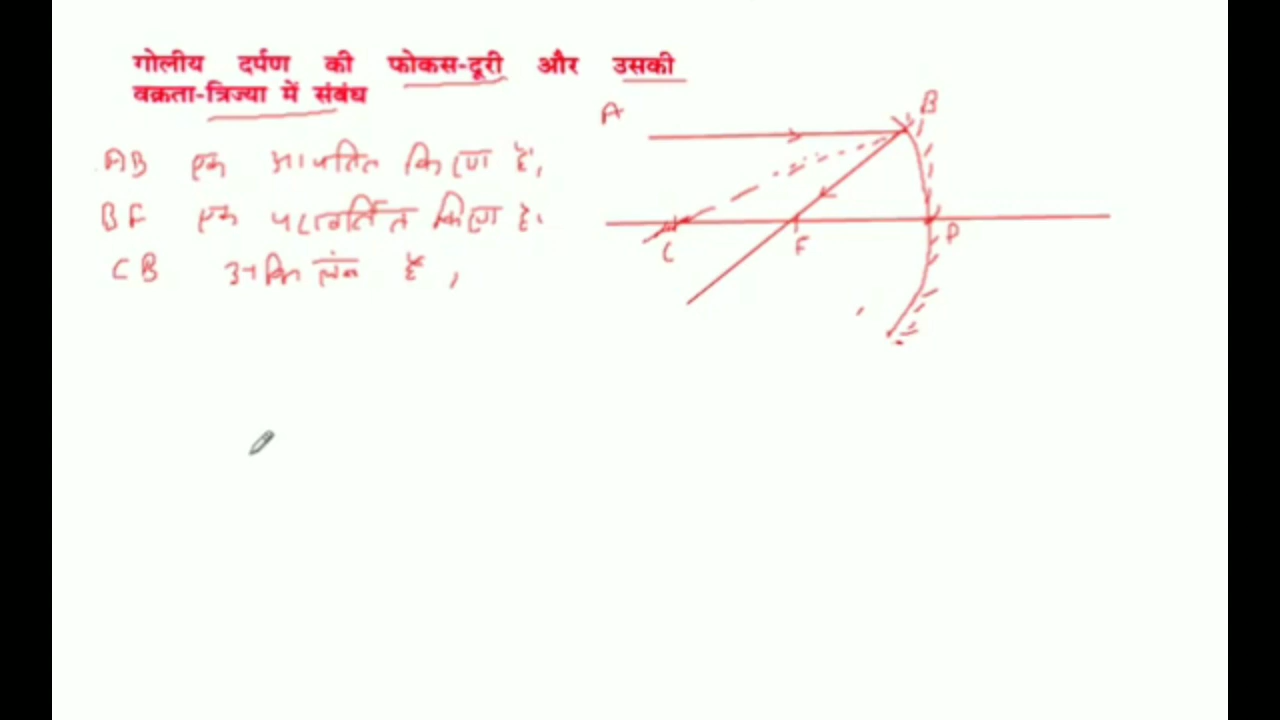 गोलीय दर्पण की फोकस-दूरी और उसकी
वक्रता-त्रिज्या में संबंध
AB एक आपतित किरण है,
BF एक परावर्तित किरण है।
CB अभिलंब है,
A
B
C
F
P